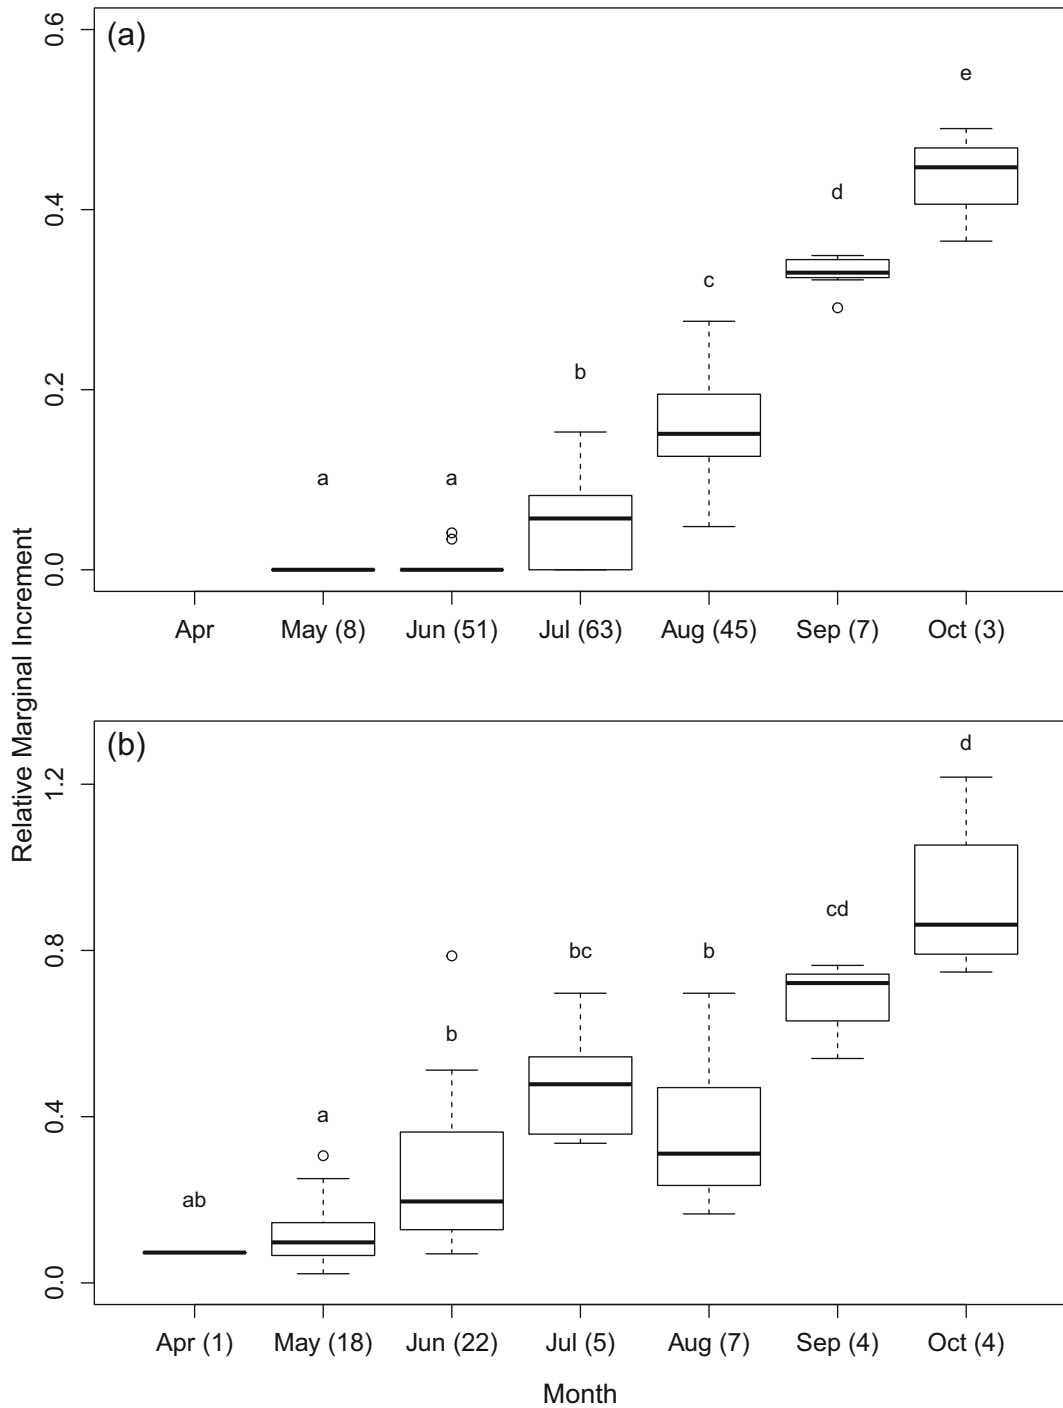 Relative Marginal Increment
(a)
0.6
0.4
0.2
0.0
a
a
b
c
d
e
Apr
May (8)
Jun (51)
Jul (63)
Aug (45)
Sep (7)
Oct (3)
(b)
1.2
0.8
0.4
0.0
ab
a
b
bc
b
cd
d
Apr (1)
May (18)
Jun (22)
Jul (5)
Aug (7)
Sep (4)
Oct (4)
Month